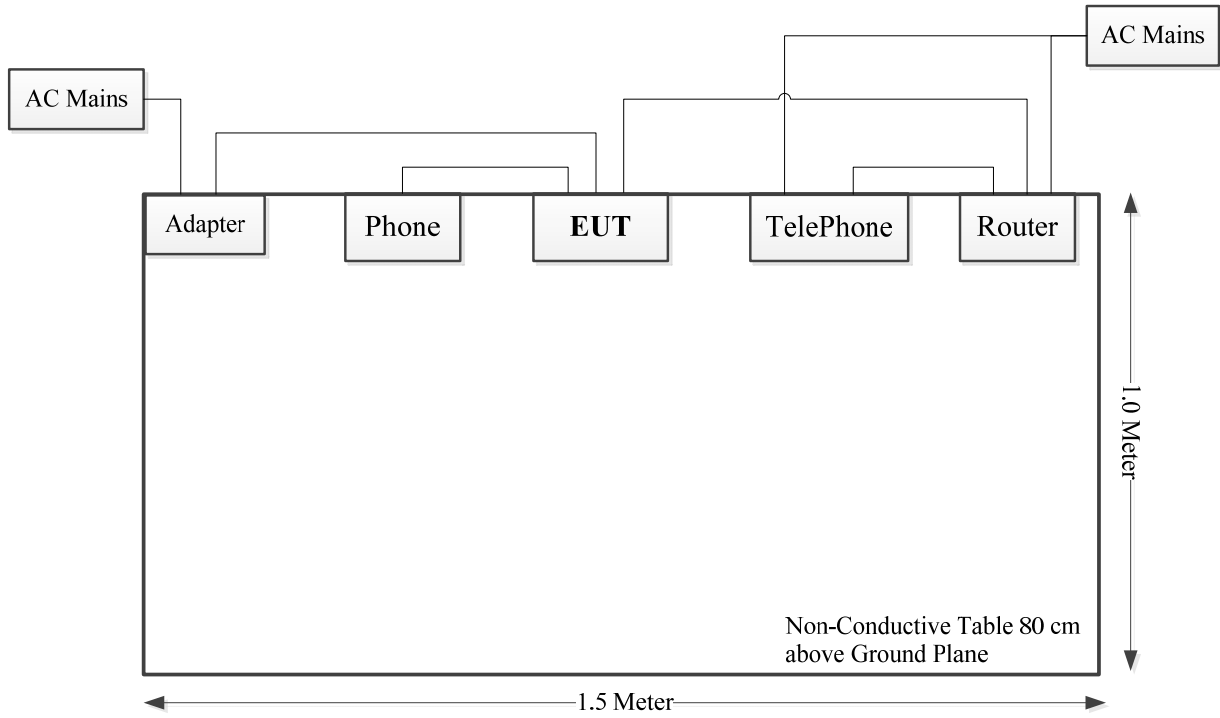 AC Mains
AC Mains
Adapter
Phone
EUT
TelePhone
Router
1.0 Meter
Non-Conductive Table 80 cm
above Ground Plane
1.5 Meter